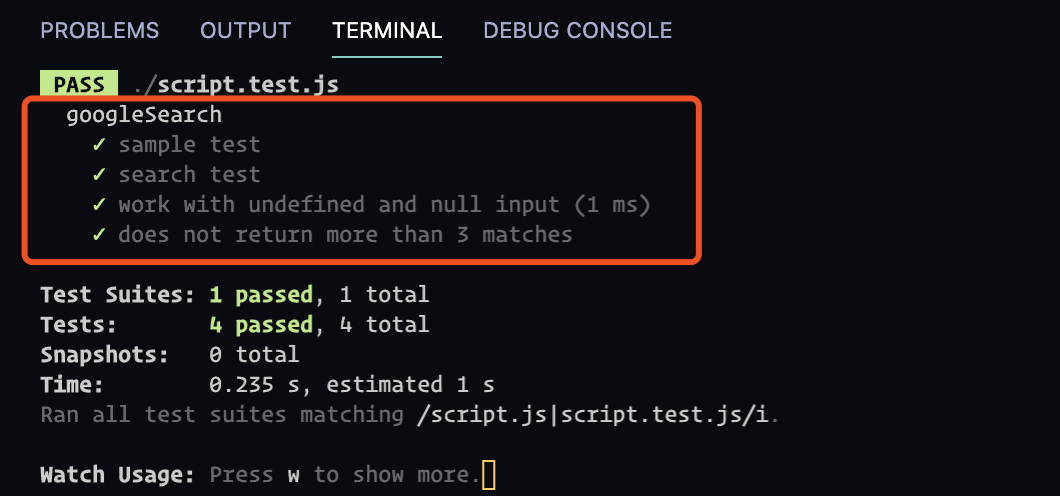 PROBLEMS OUTPUT TERMINAL DEBUG CONSOLE
PASS ./script.test.js
googleSearch
✓ sample test
✓ search test
✓ work with undefined and null input (1 ms)
✓ does not return more than 3 matches
Test Suites: 1 passed, 1 total
Tests: 4 passed, 4 total
Snapshots: 0 total
Time: 0.235 s, estimated 1 s
Ran all test suites matching /script.js|script.test.js/i.
Watch Usage: Press w to show more.